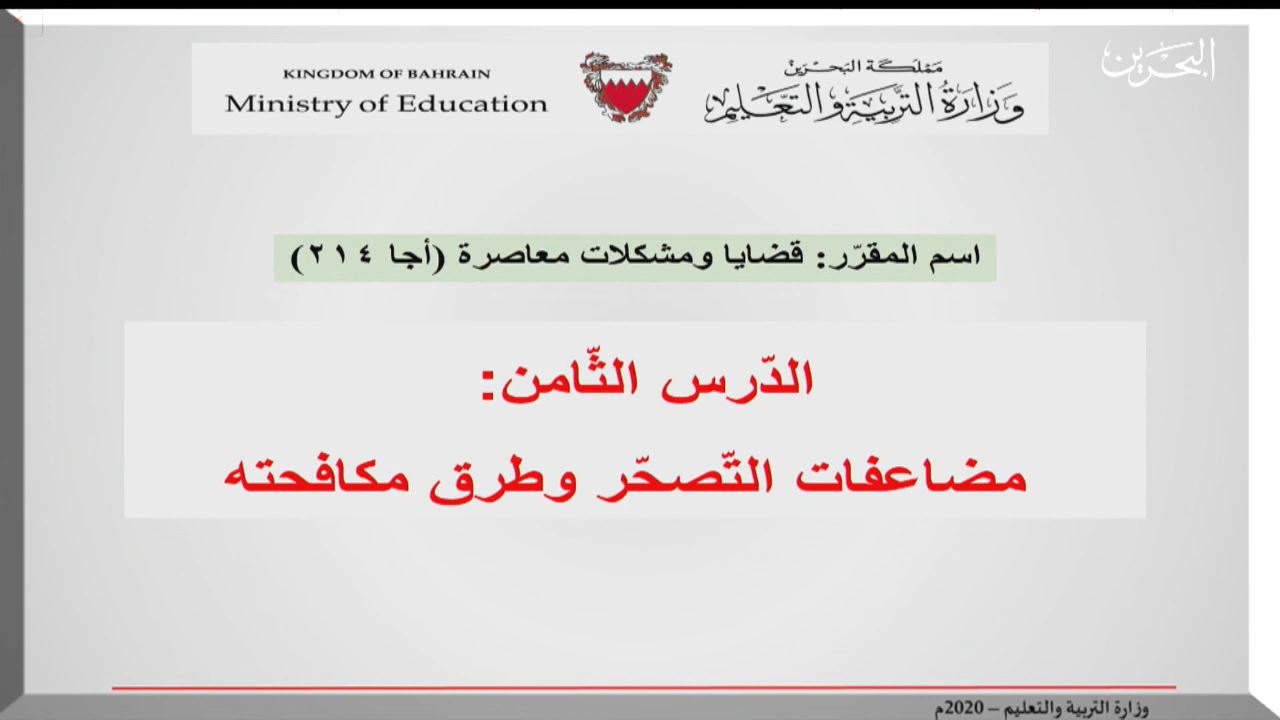 البحرين
KINGDOM OF BAHRAIN
Ministry of Education
مملكة البحرين
وزارة التربية والتعليم
اسم المقرّر: قضايا ومشكلات معاصرة (أجا ٢١٤)
الدّرس الثّامن:
مضاعفات التّصحّر وطرق مكافحته
وزارة التربية والتعليم – 2020م